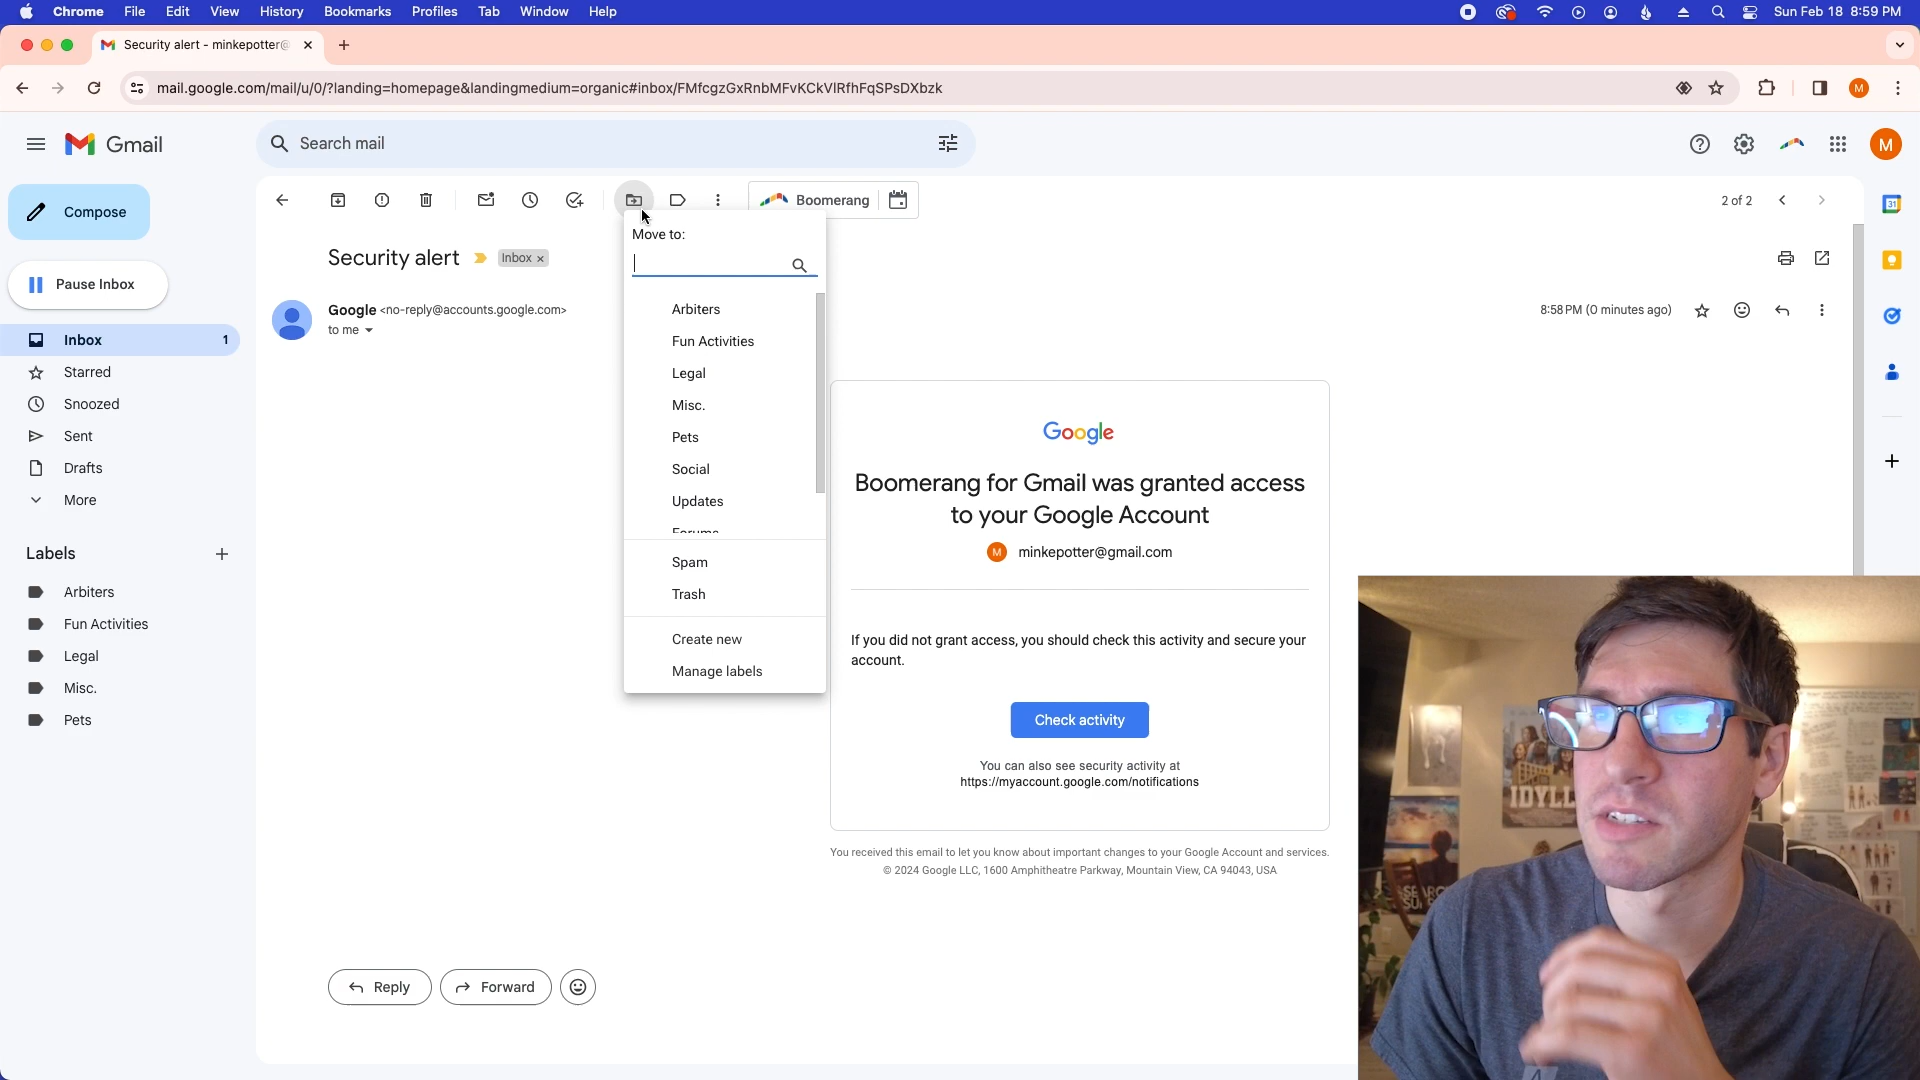 Chrome File Edit View History Bookmarks Profiles Tab Window Help Sun Feb 18 8:59 PM
Security alert - minkepotter@
mail.google.com/mail/u/0/?landing=homepage&landingmedium=organic#inbox/FMfcgzGxRnbMFvKCkVlRfhFqSPsDXbzk M
Gmail Search mail M
Compose
Boomerang 2 of 2
Move to:
Security alert Inbox ×
Pause Inbox
Google <no-reply@accounts.google.com> 8:58 PM (0 minutes ago)
to me
Inbox 1
Starred
Snoozed
Sent
Drafts
More
Labels
Arbiters
Fun Activities
Legal
Misc.
Pets
Arbiters
Fun Activities
Legal
Misc.
Pets
Social
Updates
Forums
Spam
Trash
Create new
Manage labels
Google
Boomerang for Gmail was granted access
to your Google Account
M minkepotter@gmail.com
If you did not grant access, you should check this activity and secure your
account.
Check activity
You can also see security activity at
https://myaccount.google.com/notifications
You received this email to let you know about important changes to your Google Account and services.
© 2024 Google LLC, 1600 Amphitheatre Parkway, Mountain View, CA 94043, USA
Reply Forward
31
IDYLL